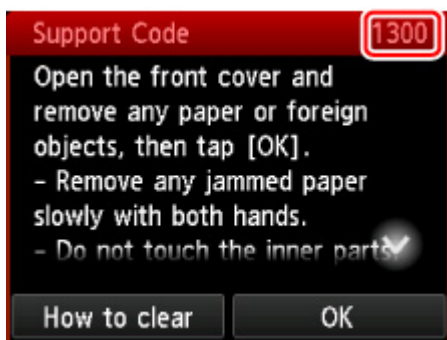 Support Code 1300
Open the front cover and
remove any paper or foreign
objects, then tap [OK].
– Remove any jammed paper
slowly with both hands.
– Do not touch the inner parts
How to clear OK